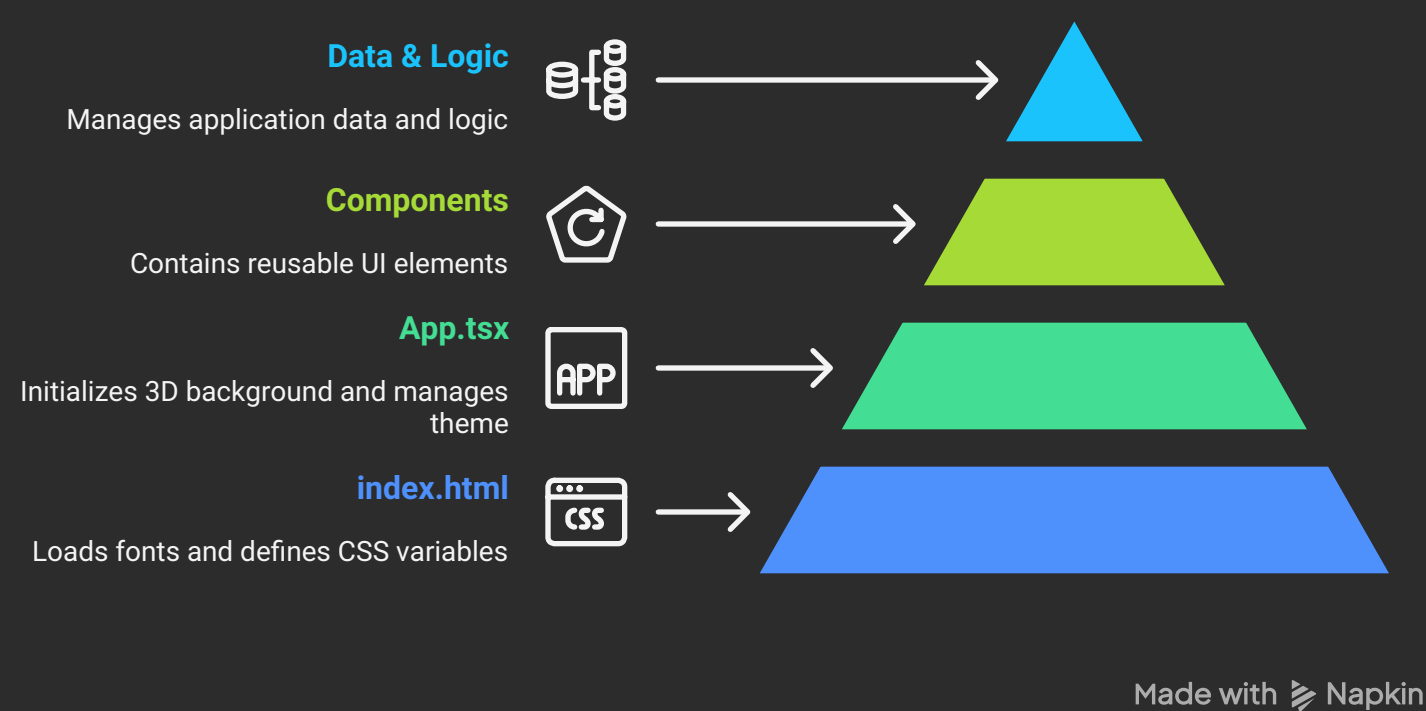 Data & Logic
Manages application data and logic
Components
Contains reusable UI elements
App.tsx
Initializes 3D background and manages
theme
APP
index.html
CSS
Loads fonts and defines CSS variables
Made with Napkin